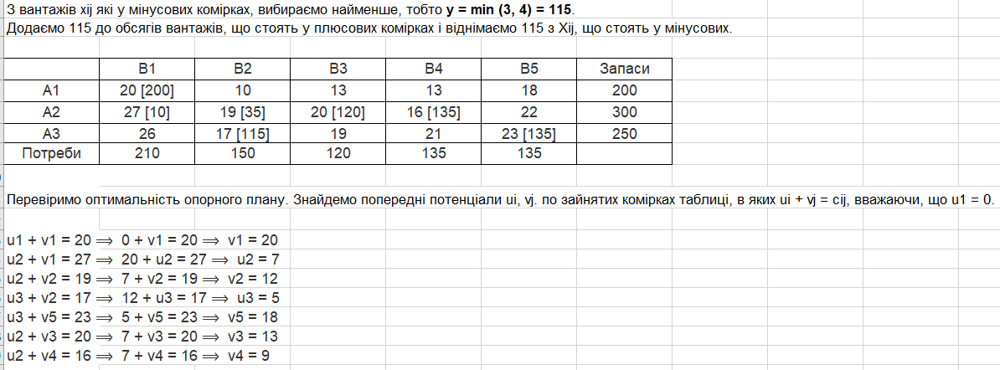 З вантажів xij які у мінусових комірках, вибираємо найменше, тобто y = min (3, 4) = 115.
Додаємо 115 до обсягів вантажів, що стоять у плюсових комірках і віднімаємо 115 з Xij, що стоять у мінусових.
B1 B2 B3 B4 B5 Запаси
A1 20 [200] 10 13 13 18 200
A2 27 [10] 19 [35] 20 [120] 16 [135] 22 300
A3 26 17 [115] 19 21 23 [135] 250
Потреби 210 150 120 135 135
Перевіримо оптимальність опорного плану. Знайдемо попередні потенціали ui, vj. по зайнятих комірках таблиці, в яких ui + vj = cij, вважаючи, що u1 = 0.
u1 + v1 = 20 ⟹ 0 + v1 = 20 ⟹ v1 = 20
u2 + v1 = 27 ⟹ 20 + u2 = 27 ⟹ u2 = 7
u2 + v2 = 19 ⟹ 7 + v2 = 19 ⟹ v2 = 12
u3 + v2 = 17 ⟹ 12 + u3 = 17 ⟹ u3 = 5
u3 + v5 = 23 ⟹ 5 + v5 = 23 ⟹ v5 = 18
u2 + v3 = 20 ⟹ 7 + v3 = 20 ⟹ v3 = 13
u2 + v4 = 16 ⟹ 7 + v4 = 16 ⟹ v4 = 9